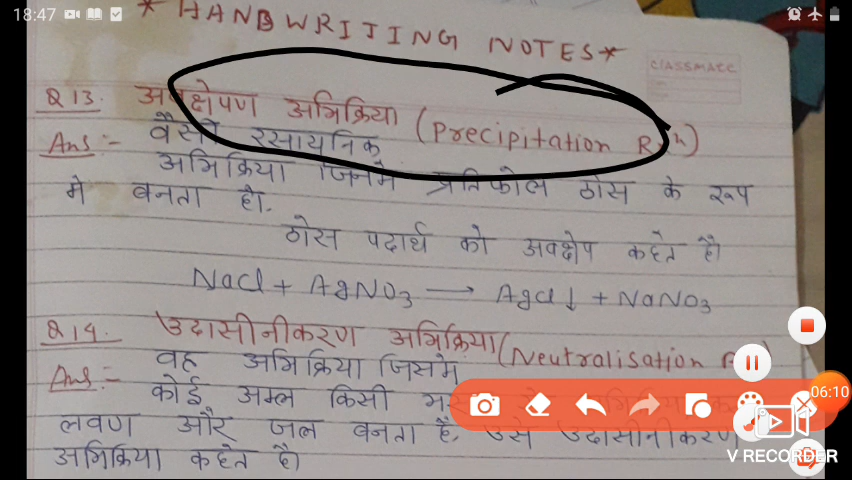 18:47
* HANDWRITING NOTES *
CLASSMATE
Q13. अवक्षेपण अभिक्रिया (Precipitation Rxn)
Ans:- वैसी रसायनिक
अभिक्रिया जिनमे प्रतिफोल ठोस के रूप
मे बनता हो.
ठोस पदार्थ को अवक्षेप कहते है।
NaCl + AgNO3 → AgCl↓ + NaNO3
Q14. उदासीनीकरण अभिक्रिया (Neutralisation
Ans:- वह अभिक्रिया जिसमे
कोई अम्ल किसी
लवण और जल बनता है, उसे उदासीनीकरण
अभिक्रिया कहते है।
06:10
V RECORDER